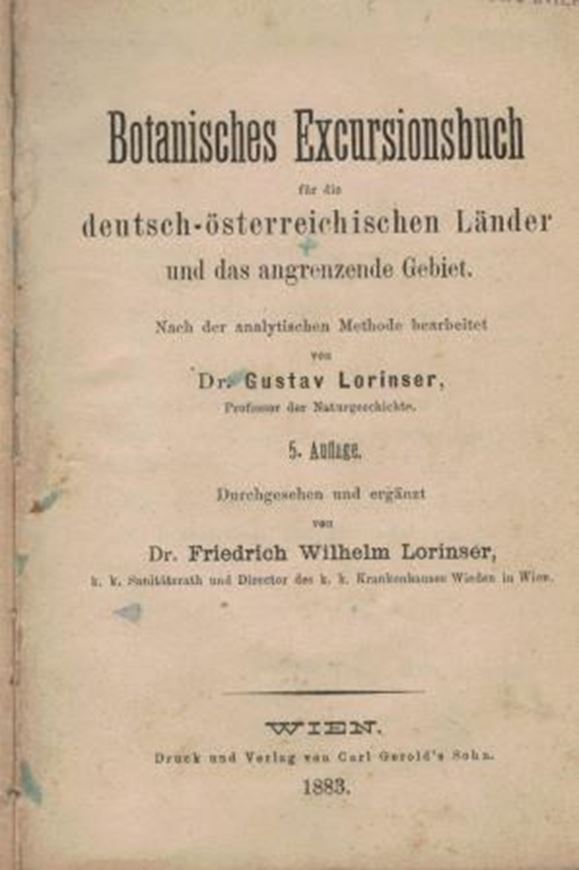 Botanisches Excursionsbuch
für die
deutsch-österreichischen Länder
und das angrenzende Gebiet.
Nach der analytischen Methode bearbeitet
von
Dr. Gustav Lorinser,
Professor der Naturgeschichte.
5. Auflage.
Durchgesehen und ergänzt
von
Dr. Friedrich Wilhelm Lorinser,
k. k. Sanitätsrath und Director des k. k. Krankenhauses Wieden in Wien.
WIEN.
Druck und Verlag von Carl Gerold's Sohn.
1883.